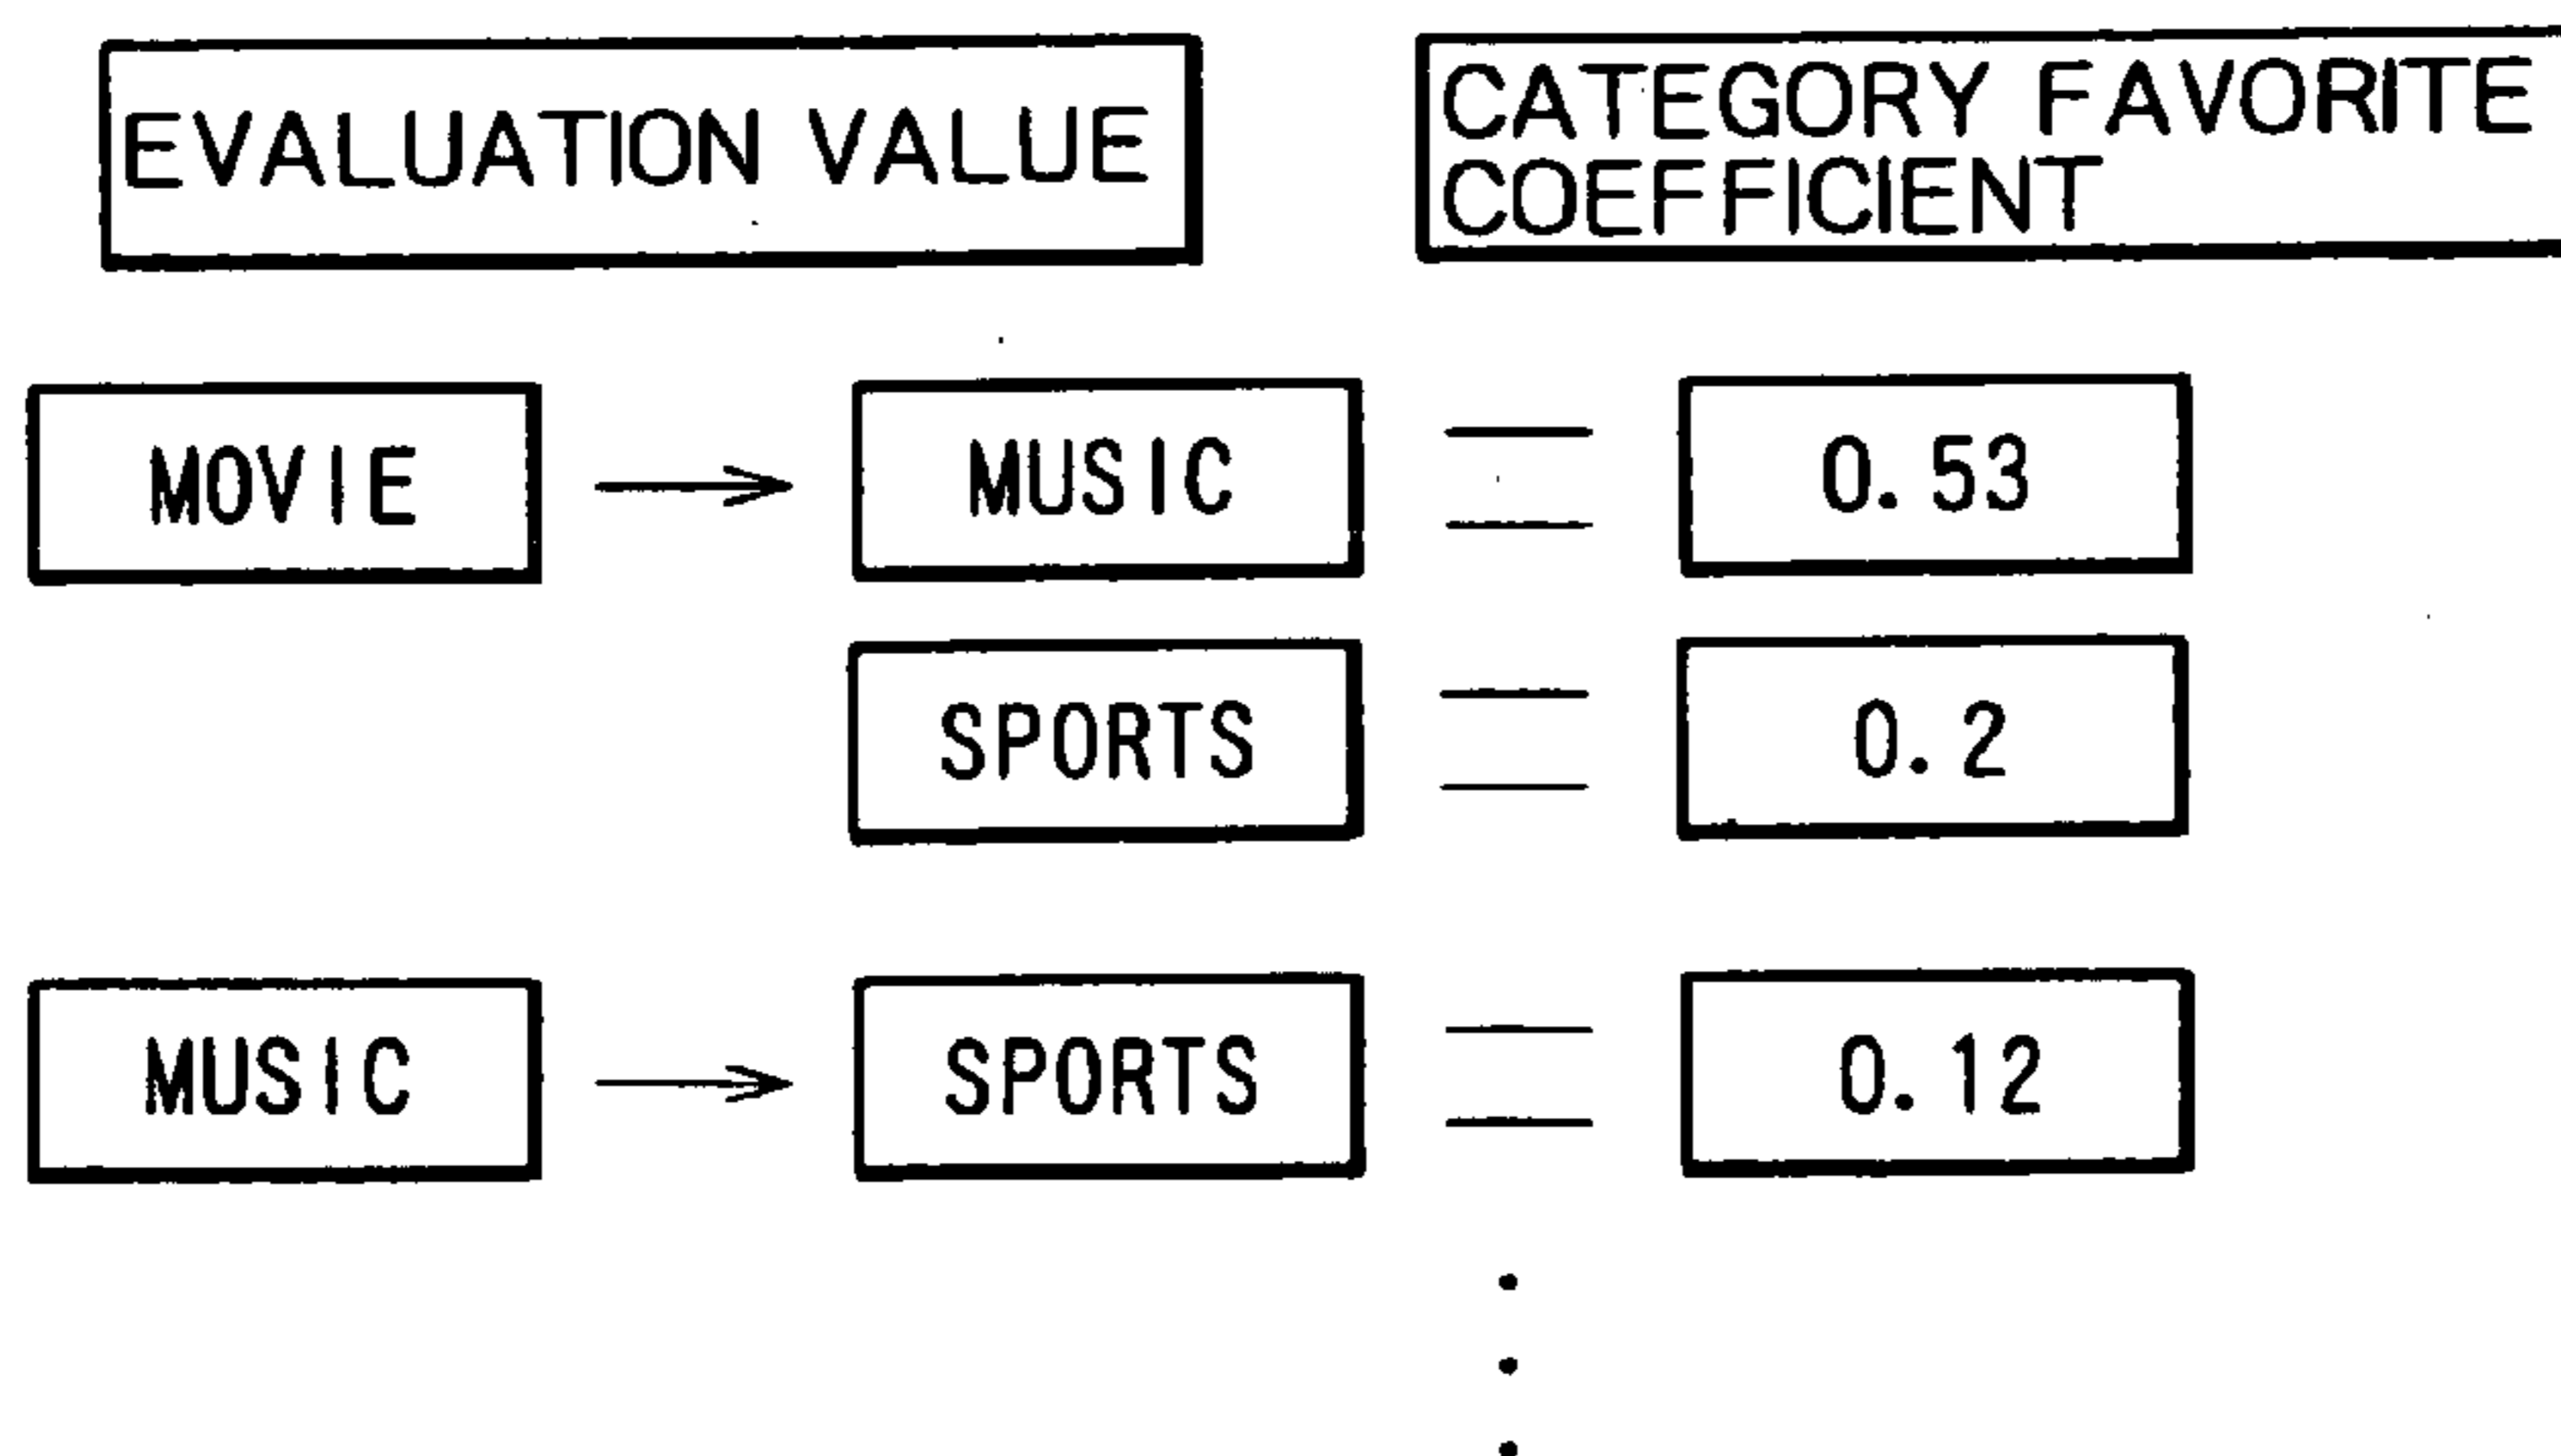 EVALUATION VALUE
CATEGORY FAVORITE
COEFFICIENT
MOVIE → MUSIC = 0.53
SPORTS = 0.2
MUSIC → SPORTS = 0.12